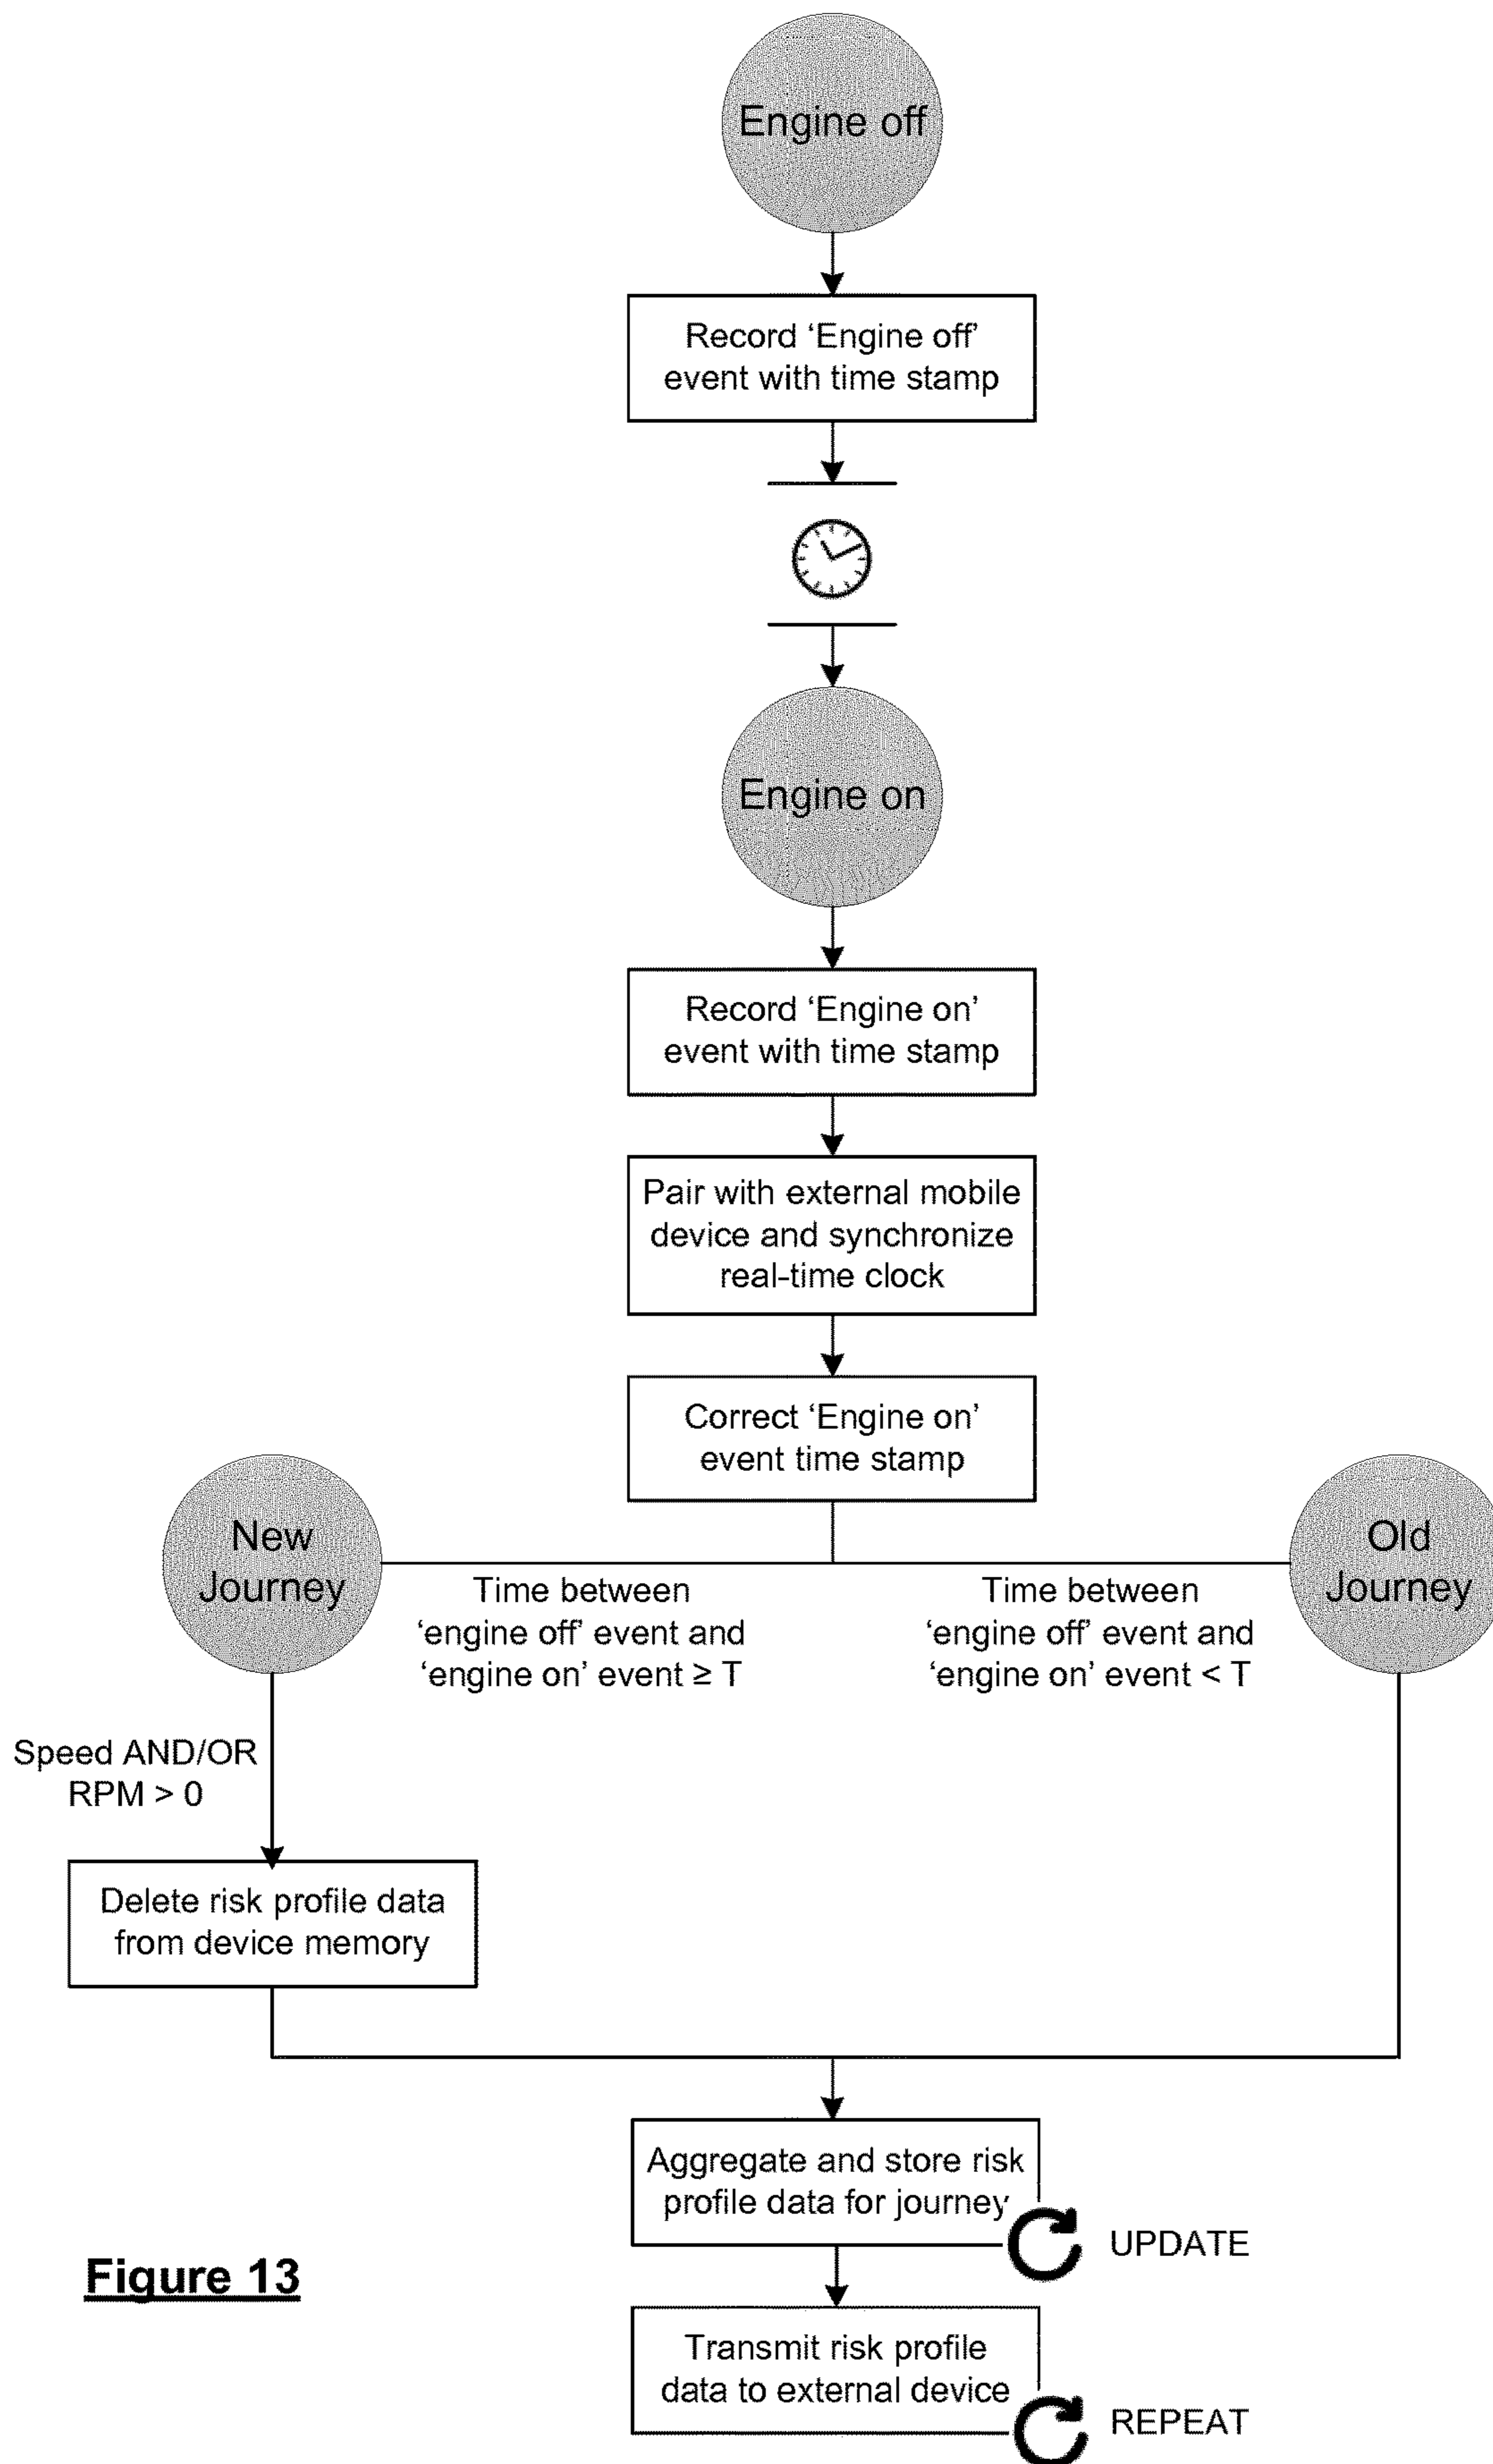 Engine off
Record ‘Engine off’
event with time stamp
Engine on
Record ‘Engine on’
event with time stamp
Pair with external mobile
device and synchronize
real-time clock
Correct ‘Engine on’
event time stamp
New
Journey
Time between
‘engine off’ event and
‘engine on’ event ≥ T
Time between
‘engine off’ event and
‘engine on’ event < T
Old
Journey
Speed AND/OR
RPM > 0
Delete risk profile data
from device memory
Aggregate and store risk
profile data for journey
UPDATE
Figure 13
Transmit risk profile
data to external device
REPEAT